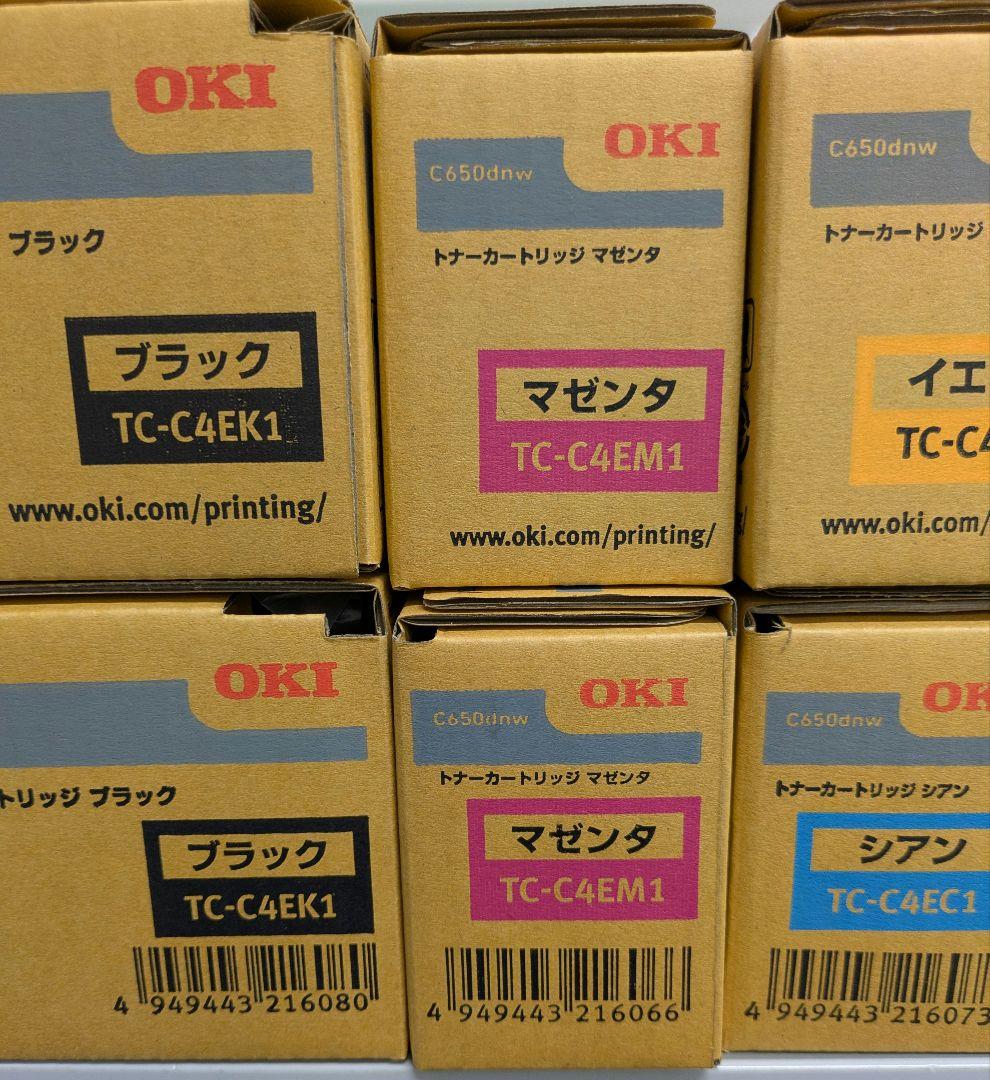 OKI
ブラック
ブラック
TC-C4EK1
www.oki.com/printing/
OKI
C650dnw
トナーカートリッジ マゼンタ
マゼンタ
TC-C4EM1
www.oki.com/printing/
C650dnw
トナーカートリッジ
イエ
TC-C4
www.oki.com/
OKI
トリッジ ブラック
ブラック
TC-C4EK1
4 949443 216080
OKI
C650dnw
トナーカートリッジ マゼンタ
マゼンタ
TC-C4EM1
4 949443 216066
OK
C650dnw
トナーカートリッジ シアン
シアン
TC-C4EC1
4 949443 216073